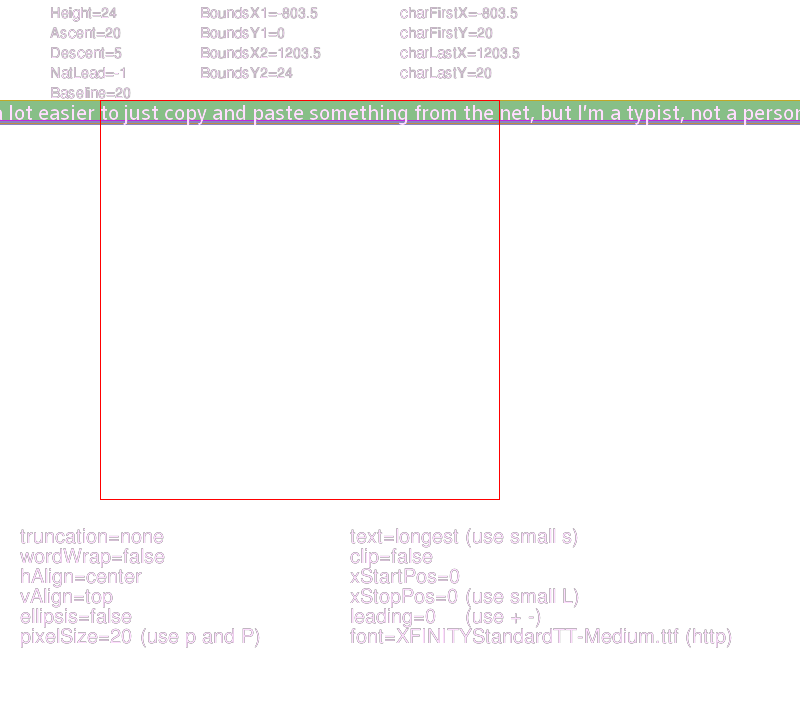 Height=24 BoundsX1=-803.5 charFirstX=-803.5
Ascent=20 BoundsY1=0 charFirstY=20
Descent=5 BoundsX2=1203.5 charLastX=1203.5
NatLead=-1 BoundsY2=24 charLastY=20
Baseline=20
lot easier to just copy and paste something from the net, but I'm a typist, not a person
truncation=none text=longest (use small s)
wordWrap=false clip=false
hAlign=center xStartPos=0
vAlign=top xStopPos=0 (use small L)
ellipsis=false leading=0 (use + -)
pixelSize=20 (use p and P) font=XFINITYStandardTT-Medium.ttf (http)